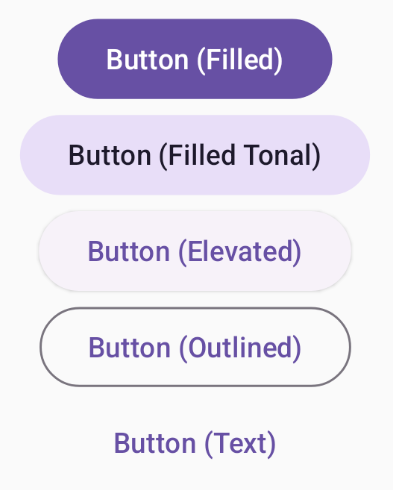 Button (Filled)
Button (Filled Tonal)
Button (Elevated)
Button (Outlined)
Button (Text)